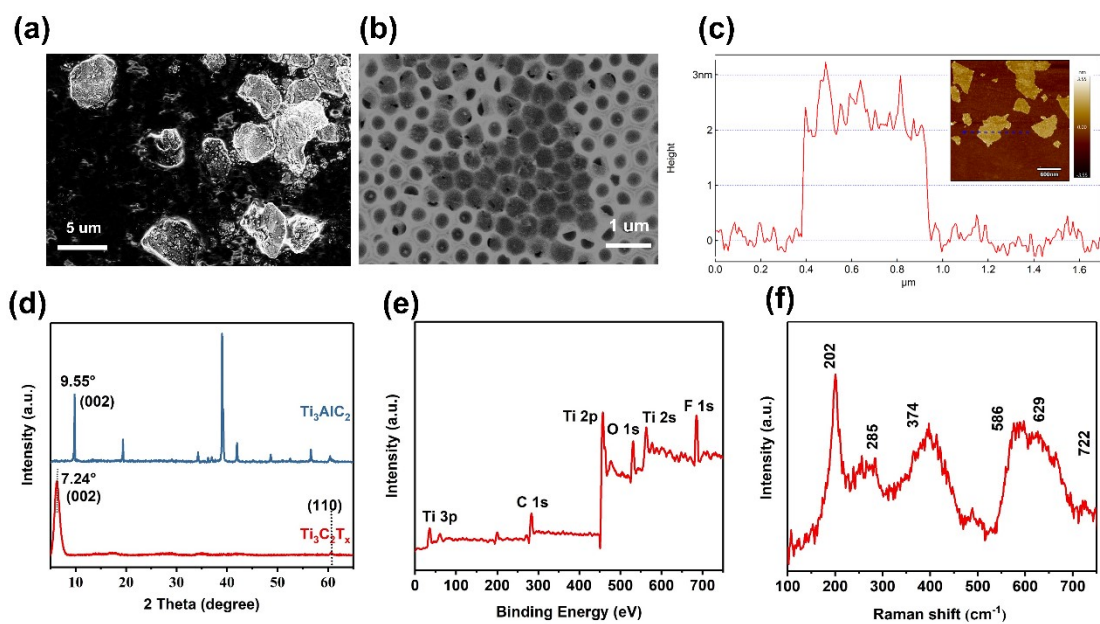 (a)
5 um
(b)
1 um
(c)
3nm
2
1
0
Height
0.0 0.2 0.4 0.6 0.8 1.0 1.2 1.4 1.6
µm
nm
0.00
600nm
(d)
Intensity (a.u.)
9.55°
(002)
Ti₃AlC₂
7.24°
(002)
(110)
Ti₃C₂Tₓ
10 20 30 40 50 60
2 Theta (degree)
(e)
Intensity (a.u.)
Ti 3p
C 1s
Ti 2p
O 1s
Ti 2s
F 1s
0 100 200 300 400 500 600 700
Binding Energy (eV)
(f)
Intensity (a.u.)
202
285
374
586
629
722
100 200 300 400 500 600 700
Raman shift (cm⁻¹)